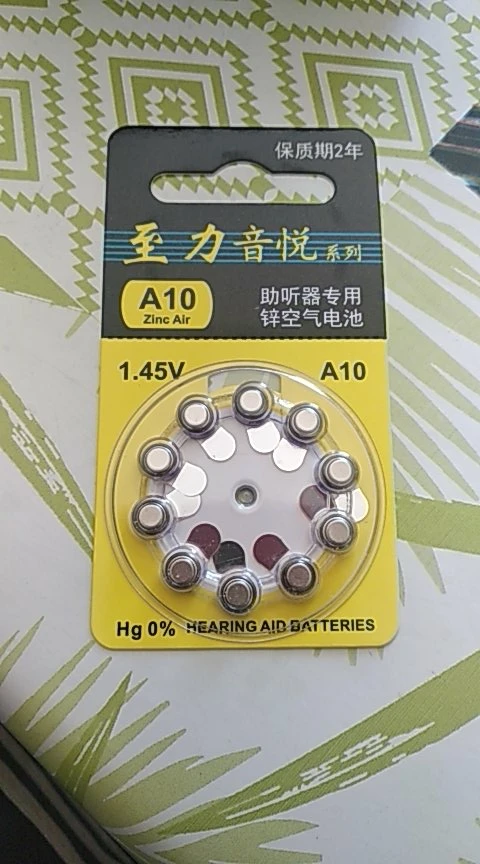 保质期2年
至力音悦系列
A10
Zinc Air
助听器专用
锌空气电池
1.45V
A10
Hg 0%
HEARING AID BATTERIES